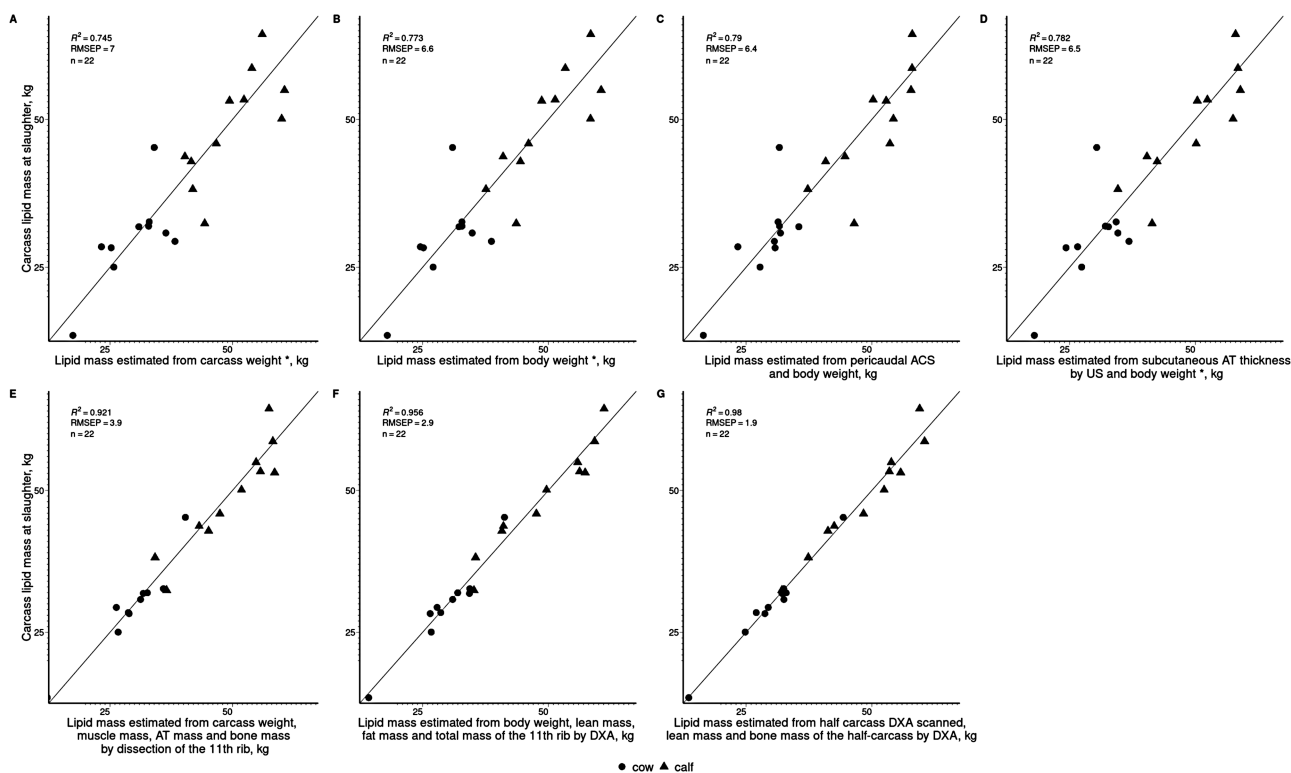 A
R² = 0.745
RMSEP = 7
n = 22
Carcass lipid mass at slaughter, kg
50
25
25
50
Lipid mass estimated from carcass weight *, kg
B
R² = 0.773
RMSEP = 6.6
n = 22
50
25
25
50
Lipid mass estimated from body weight *, kg
C
R² = 0.79
RMSEP = 6.4
n = 22
50
25
25
50
Lipid mass estimated from pericaudal ACS
and body weight, kg
D
R² = 0.782
RMSEP = 6.5
n = 22
50
25
25
50
Lipid mass estimated from subcutaneous AT thickness
by US and body weight *, kg
E
R² = 0.921
RMSEP = 3.9
n = 22
Carcass lipid mass at slaughter, kg
50
25
25
50
Lipid mass estimated from carcass weight,
muscle mass, AT mass and bone mass
by dissection of the 11th rib, kg
F
R² = 0.956
RMSEP = 2.9
n = 22
50
25
25
50
Lipid mass estimated from body weight, lean mass,
fat mass and total mass of the 11th rib by DXA, kg
G
R² = 0.98
RMSEP = 1.9
n = 22
50
25
25
50
Lipid mass estimated from half carcass DXA scanned,
lean mass and bone mass of the half-carcass by DXA, kg
cow calf